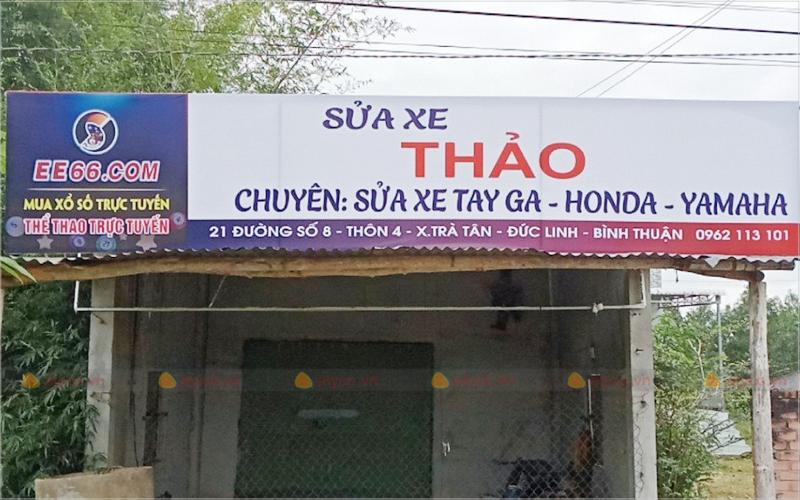 EE66.COM
MUA XỔ SỐ TRỰC TUYẾN
THỂ THAO TRỰC TUYẾN
SỬA XE
THẢO
CHUYÊN: SỬA XE TAY GA - HONDA - YAMAHA
21 ĐƯỜNG SỐ 8 - THÔN 4 - X.TRÀ TÂN - ĐỨC LINH - BÌNH THUẬN 0962 113 101